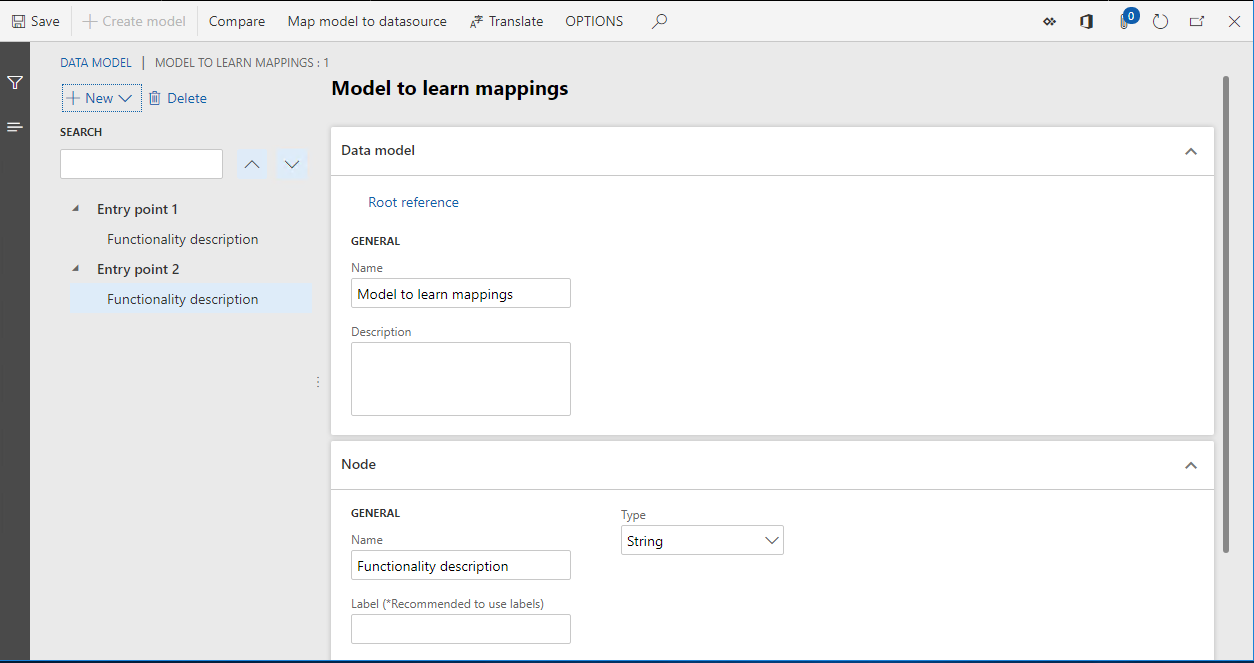 Save Create model Compare Map model to datasource Translate OPTIONS 0
DATA MODEL | MODEL TO LEARN MAPPINGS : 1
New Delete
Model to learn mappings
SEARCH
Entry point 1
Functionality description
Entry point 2
Functionality description
Data model
Root reference
GENERAL
Name
Model to learn mappings
Description
Node
GENERAL
Name
Functionality description
Label (*Recommended to use labels)
Type
String